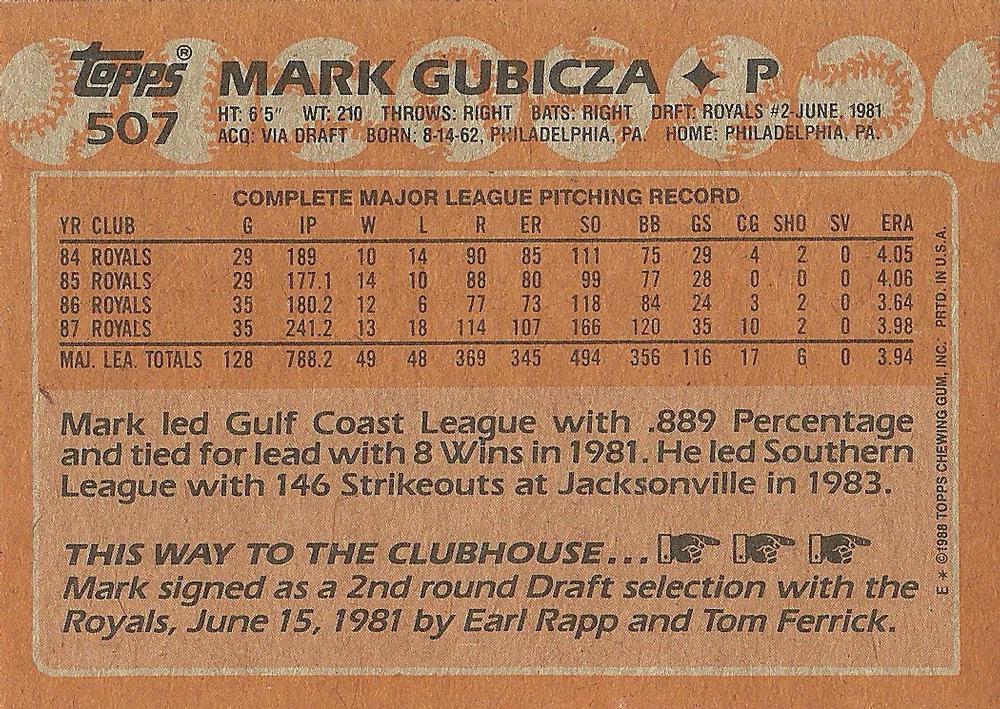 Topps®
507
MARK GUBICZA ✦ P
HT: 6'5" WT: 210 THROWS: RIGHT BATS: RIGHT DRFT: ROYALS #2-JUNE, 1981
ACQ: VIA DRAFT BORN: 8-14-62, PHILADELPHIA, PA. HOME: PHILADELPHIA, PA.
COMPLETE MAJOR LEAGUE PITCHING RECORD
YR CLUB G IP W L R ER SO BB GS CG SHO SV ERA
84 ROYALS 29 189 10 14 90 85 111 75 29 4 2 0 4.05
85 ROYALS 29 177.1 14 10 88 80 99 77 28 0 0 0 4.06
86 ROYALS 35 180.2 12 6 77 73 118 84 24 3 2 0 3.64
87 ROYALS 35 241.2 13 18 114 107 166 120 35 10 2 0 3.98
MAJ. LEA. TOTALS 128 788.2 49 48 369 345 494 356 116 17 6 0 3.94
Mark led Gulf Coast League with .889 Percentage
and tied for lead with 8 Wins in 1981. He led Southern
League with 146 Strikeouts at Jacksonville in 1983.
THIS WAY TO THE CLUBHOUSE...
Mark signed as a 2nd round Draft selection with the
Royals, June 15, 1981 by Earl Rapp and Tom Ferrick.
E * ©1988 TOPPS CHEWING GUM, INC. PRTD. IN U.S.A.